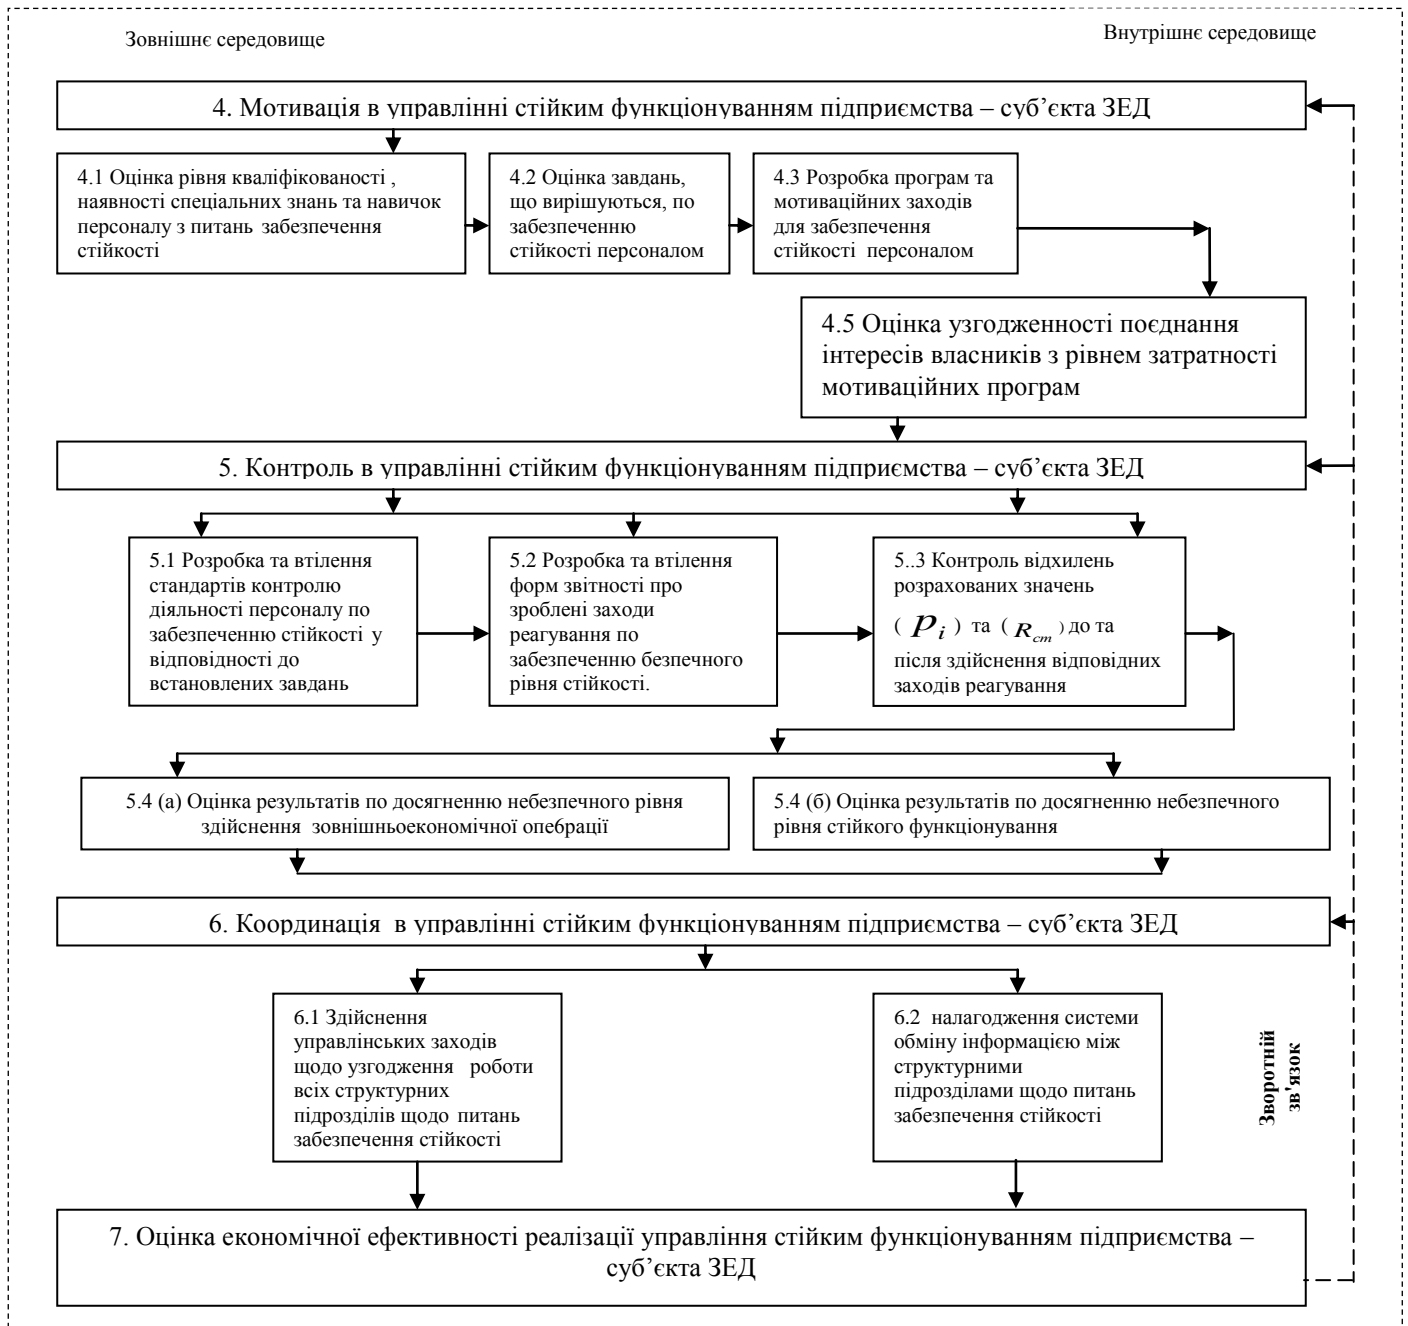 Зовнішнє середовище
Внутрішнє середовище
4. Мотивація в управлінні стійким функціонуванням підприємства – суб’єкта ЗЕД
4.1 Оцінка рівня кваліфікованості ,
наявності спеціальних знань та навичок
персоналу з питань забезпечення
стійкості
4.2 Оцінка завдань,
що вирішуються, по
забезпеченню
стійкості персоналом
4.3 Розробка програм та
мотиваційних заходів
для забезпечення
стійкості персоналом
4.5 Оцінка узгодженності поєднання
інтересів власників з рівнем затратності
мотиваційних програм
5. Контроль в управлінні стійким функціонуванням підприємства – суб’єкта ЗЕД
5.1 Розробка та втілення
стандартів контролю
діяльності персоналу по
забезпеченню стійкості у
відповідності до
встановлених завдань
5.2 Розробка та втілення
форм звітності про
зроблені заходи
реагування по
забезпеченню безпечного
рівня стійкості.
5..3 Контроль відхилень
розрахованих значень
( p_i ) та ( R_ст ) до та
після здійснення відповідних
заходів реагування
5.4 (а) Оцінка результатів по досягненню небезпечного рівня
здійснення зовнішньоекономічної опебрації
5.4 (б) Оцінка результатів по досягненню небезпечного
рівня стійкого функціонування
6. Координація в управлінні стійким функціонуванням підприємства – суб’єкта ЗЕД
6.1 Здійснення
управлінських заходів
щодо узгодження роботи
всіх структурних
підрозділів щодо питань
забезпечення стійкості
6.2 налагодження системи
обміну інформацією між
структурними
підрозділами щодо питань
забезпечення стійкості
Зворотній
зв'язок
7. Оцінка економічної ефективності реалізації управління стійким функціонуванням підприємства –
суб’єкта ЗЕД